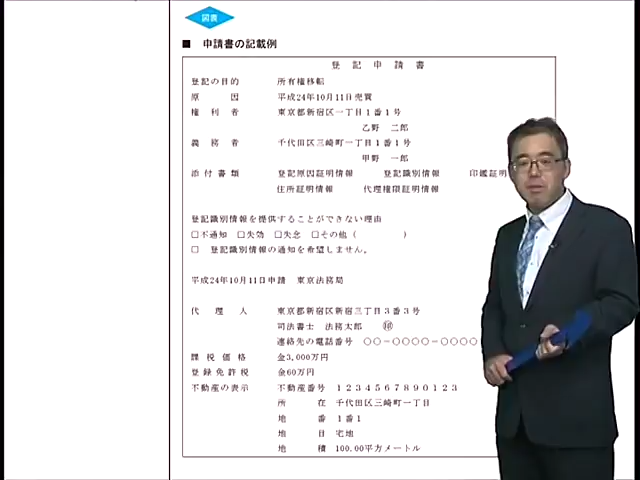 図表
■ 申請書の記載例
登 記 申 請 書
登記の目的 所有権移転
原 因 平成24年10月11日売買
権 利 者 東京都新宿区一丁目1番1号
乙野 二郎
義 務 者 千代田区三崎町一丁目1番1号
甲野 一郎
添 付 書 類 登記原因証明情報 登記識別情報 印鑑証明
住所証明情報 代理権限証明情報
登記識別情報を提供することができない理由
□不通知 □失効 □失念 □その他（ ）
□ 登記識別情報の通知を希望しません。
平成24年10月11日申請 東京法務局
代 理 人 東京都新宿区新宿三丁目3番3号
司法書士 法務太郎 ㊞
連絡先の電話番号 〇〇－〇〇〇〇－〇〇〇〇
課 税 価 格 金3,000万円
登 録 免 許 税 金60万円
不動産の表示 不動産番号 1234567890123
所 在 千代田区三崎町一丁目
地 番 1番1
地 目 宅地
地 積 100.00平方メートル